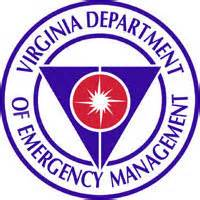 VIRGINIA DEPARTMENT
OF EMERGENCY MANAGEMENT